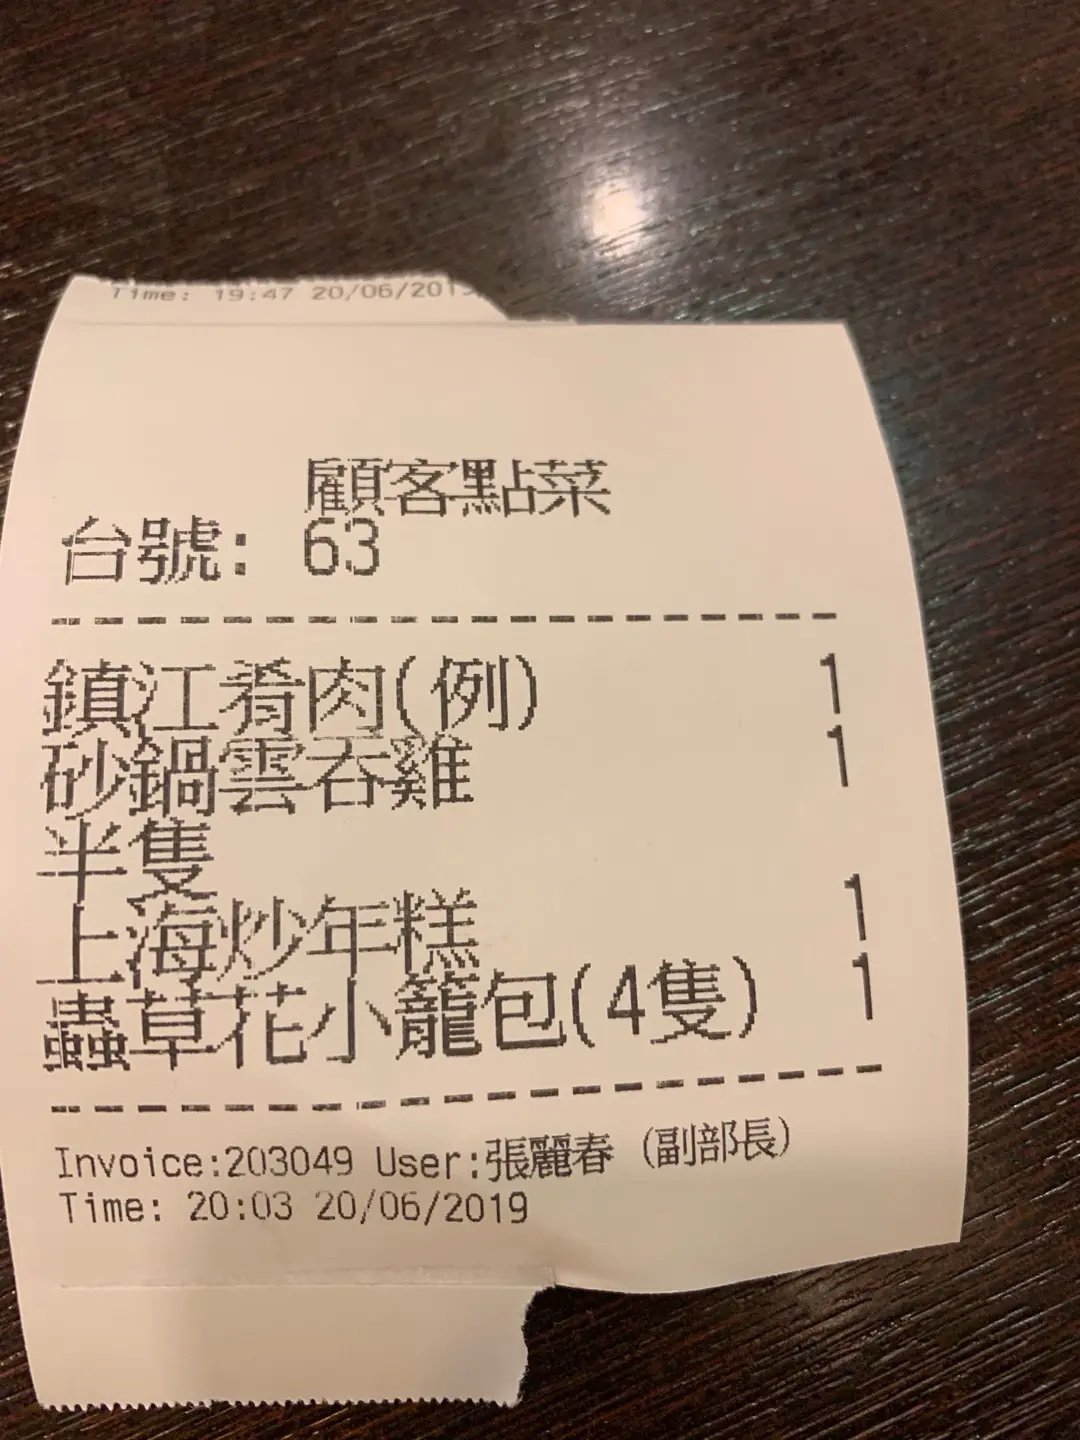 Time: 19:47 20/06/201
顧客點菜
台號: 63
鎮江肴肉(例) 1
砂鍋雲吞雞 1
半隻
上海炒年糕 1
蟲草花小籠包(4隻) 1
Invoice:203049 User:張麗春 (副部長)
Time: 20:03 20/06/2019